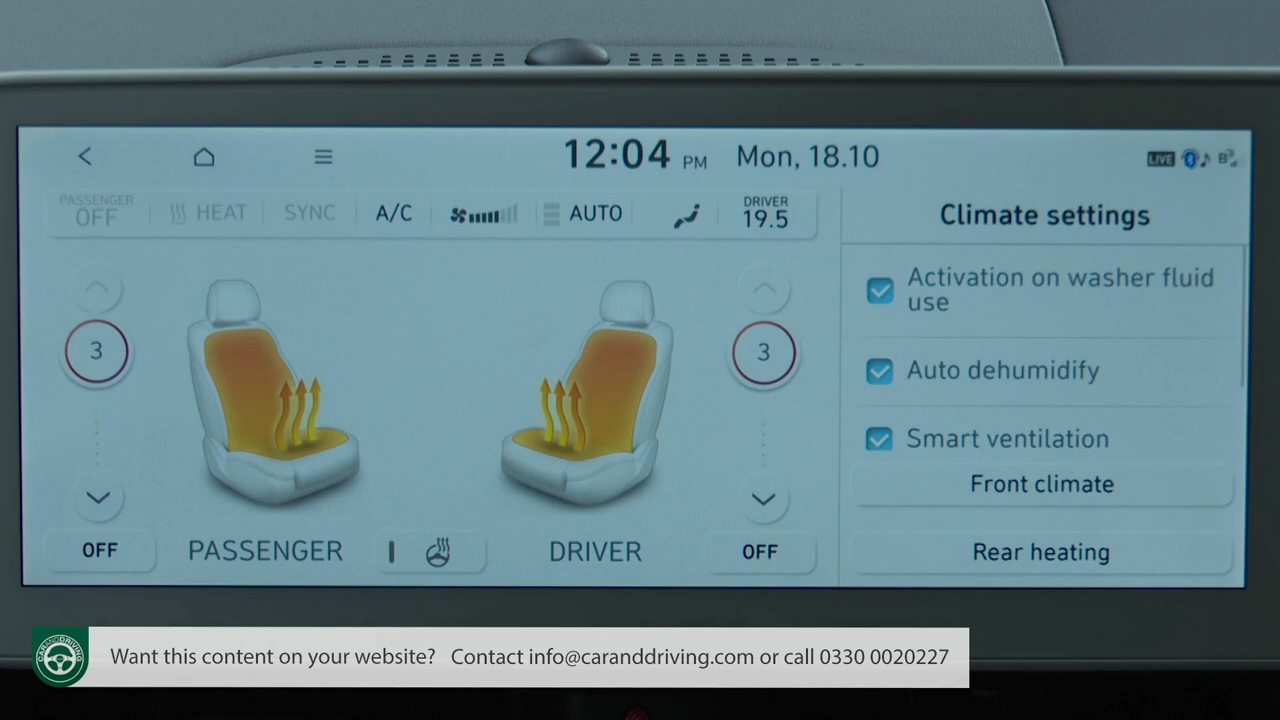 12:04 PM Mon, 18.10
LIVE
B
PASSENGER
OFF
HEAT
SYNC
A/C
AUTO
DRIVER
19.5
Climate settings
Activation on washer fluid
use
Auto dehumidify
Smart ventilation
Front climate
Rear heating
3
3
OFF
PASSENGER
DRIVER
OFF
CARANDDRIVING
Want this content on your website? Contact info@caranddriving.com or call 0330 0020227